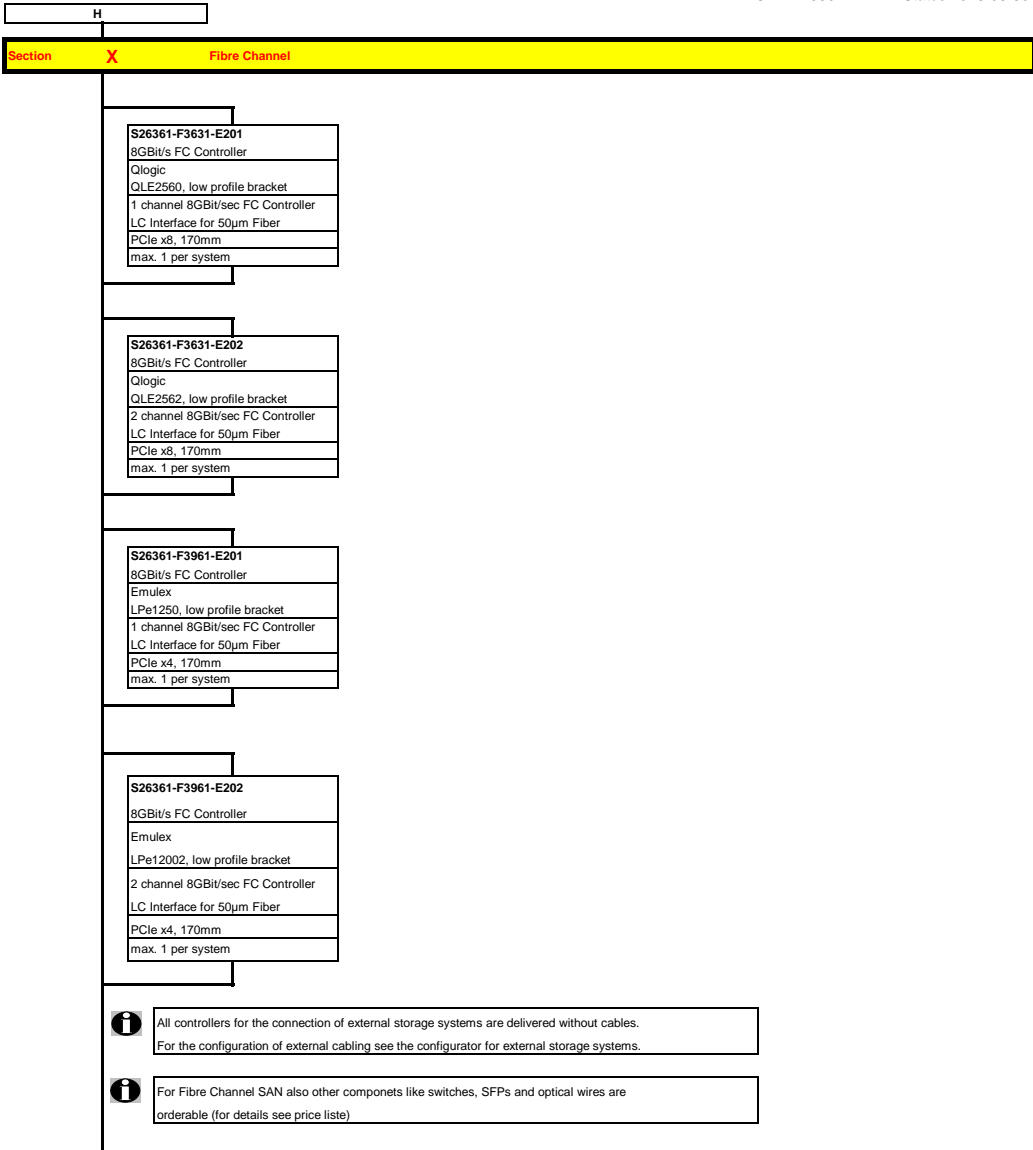 H
Section X Fibre Channel
S26361-F3631-E201
8GBit/s FC Controller
Qlogic
QLE2560, low profile bracket
1 channel 8GBit/sec FC Controller
LC Interface for 50µm Fiber
PCIe x8, 170mm
max. 1 per system
S26361-F3631-E202
8GBit/s FC Controller
Qlogic
QLE2562, low profile bracket
2 channel 8GBit/sec FC Controller
LC Interface for 50µm Fiber
PCIe x8, 170mm
max. 1 per system
S26361-F3961-E201
8GBit/s FC Controller
Emulex
LPe1250, low profile bracket
1 channel 8GBit/sec FC Controller
LC Interface for 50µm Fiber
PCIe x4, 170mm
max. 1 per system
S26361-F3961-E202
8GBit/s FC Controller
Emulex
LPe12002, low profile bracket
2 channel 8GBit/sec FC Controller
LC Interface for 50µm Fiber
PCIe x4, 170mm
max. 1 per system
All controllers for the connection of external storage systems are delivered without cables.
For the configuration of external cabling see the configurator for external storage systems.
For Fibre Channel SAN also other componets like switches, SFPs and optical wires are
orderable (for details see price liste)